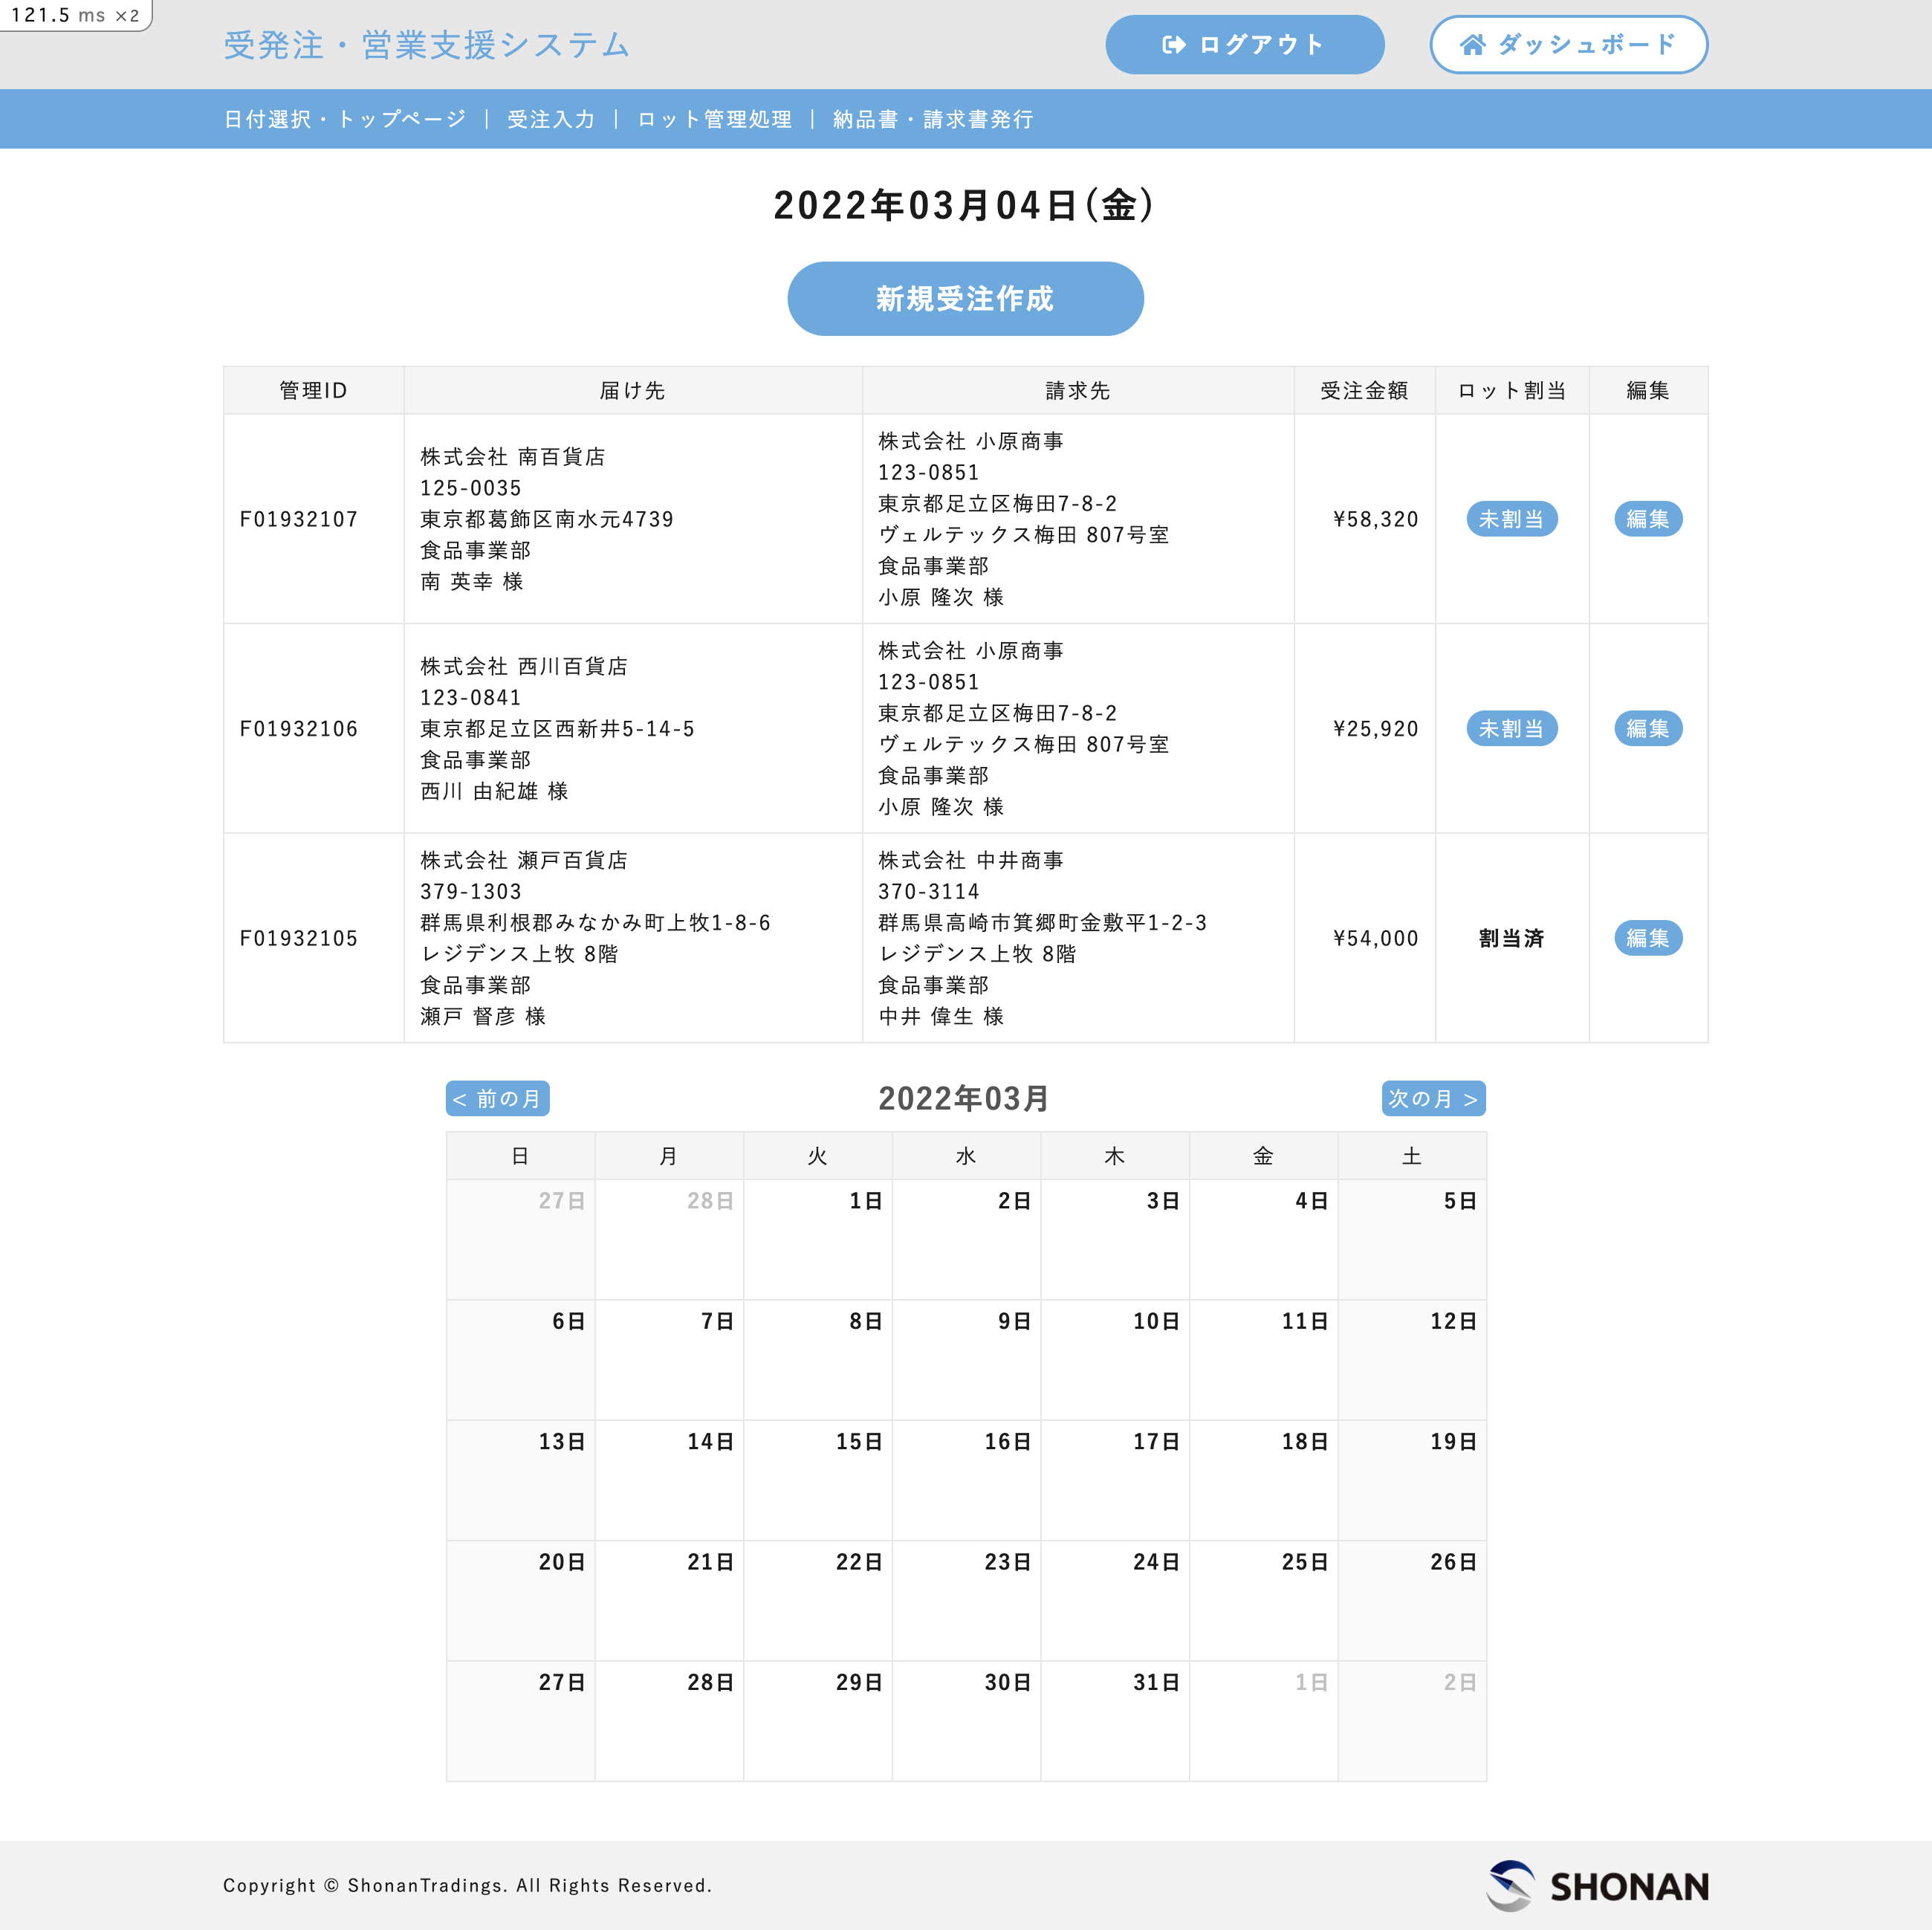 121.5 ms ×2
受発注・営業支援システム
ログアウト
ダッシュボード
日付選択・トップページ | 受注入力 | ロット管理処理 | 納品書・請求書発行
2022年03月04日(金)
新規受注作成
管理ID 届け先 請求先 受注金額 ロット割当 編集
F01932107
株式会社 南百貨店
125-0035
東京都葛飾区南水元4739
食品事業部
南 英幸 様
株式会社 小原商事
123-0851
東京都足立区梅田7-8-2
ヴェルテックス梅田 807号室
食品事業部
小原 隆次 様
¥58,320
未割当
編集
F01932106
株式会社 西川百貨店
123-0841
東京都足立区西新井5-14-5
食品事業部
西川 由紀雄 様
株式会社 小原商事
123-0851
東京都足立区梅田7-8-2
ヴェルテックス梅田 807号室
食品事業部
小原 隆次 様
¥25,920
未割当
編集
F01932105
株式会社 瀬戸百貨店
379-1303
群馬県利根郡みなかみ町上牧1-8-6
レジデンス上牧 8階
食品事業部
瀬戸 督彦 様
株式会社 中井商事
370-3114
群馬県高崎市箕郷町金敷平1-2-3
レジデンス上牧 8階
食品事業部
中井 偉生 様
¥54,000
割当済
編集
< 前の月
2022年03月
次の月 >
日 月 火 水 木 金 土
27日 28日 1日 2日 3日 4日 5日
6日 7日 8日 9日 10日 11日 12日
13日 14日 15日 16日 17日 18日 19日
20日 21日 22日 23日 24日 25日 26日
27日 28日 29日 30日 31日 1日 2日
Copyright © ShonanTradings. All Rights Reserved.
SHONAN